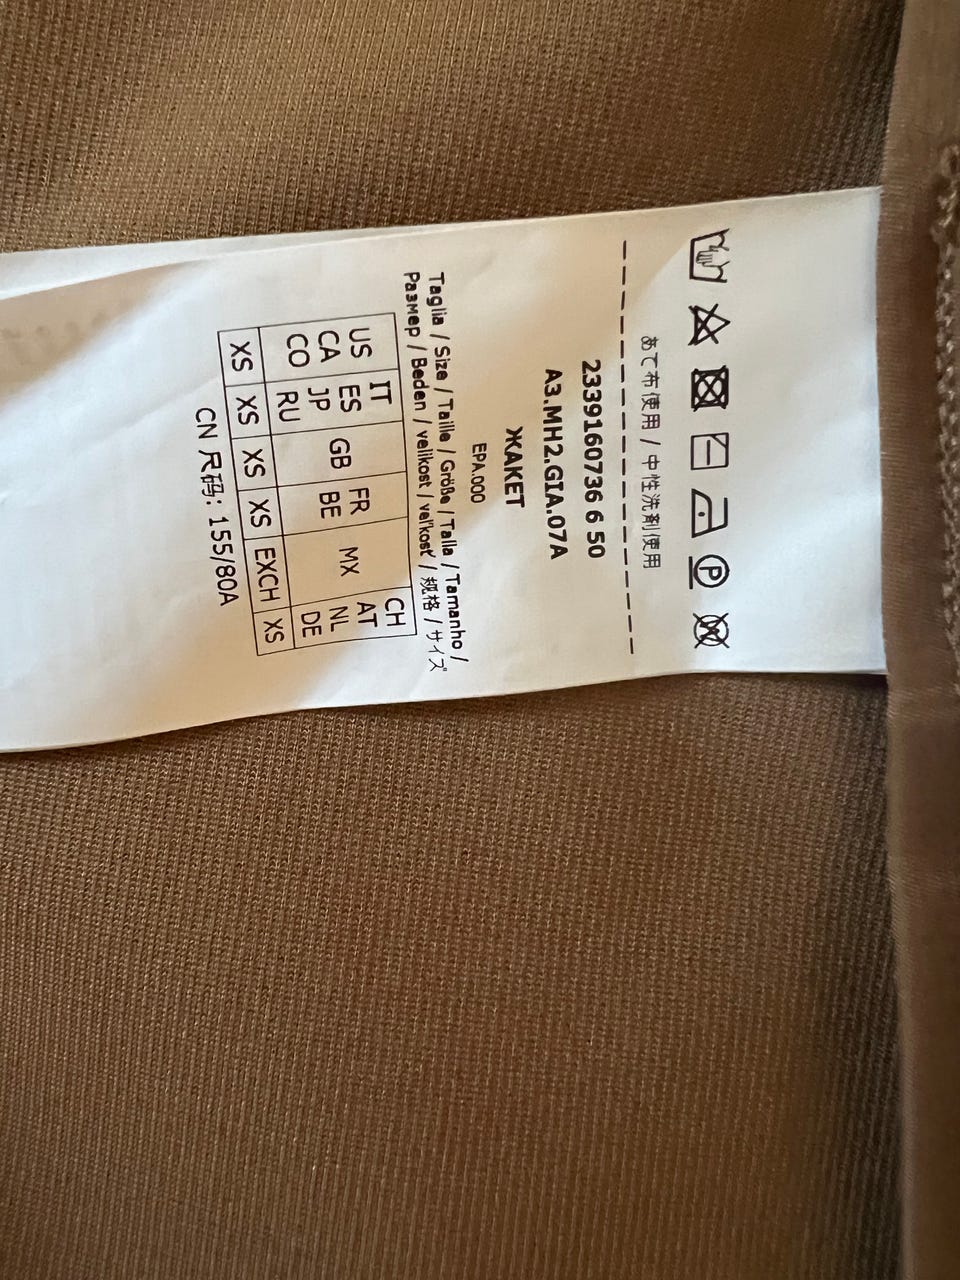 P
あて布使用 / 中性洗剤使用
2339160736 6 50
A3.MH2.GIA.07A
ЖАКЕТ
EPA.000
Taglia / Size / Taille / Größe / Talla / Tamanho /
Размер / Beden / velikost / veľkosť / 规格 / サイズ
US CA CO
IT ES JP RU
GB
FR BE
MX
CH AT NL DE
XS XS XS XS EXCH XS
CN 尺码: 155/80A